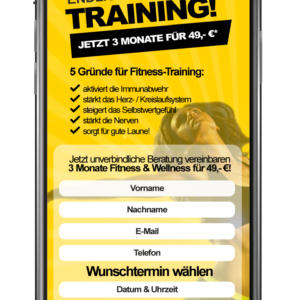 TRAINING!
JETZT 3 MONATE FÜR 49,- €*
5 Gründe für Fitness-Training:
aktiviert die Immunabwehr
stärkt das Herz- / Kreislaufsystem
steigert das Selbstwertgefühl
stärkt die Nerven
sorgt für gute Laune!
Jetzt unverbindliche Beratung vereinbaren
3 Monate Fitness & Wellness für 49,- €!
Vorname
Nachname
E-Mail
Telefon
Wunschtermin wählen
Datum & Uhrzeit